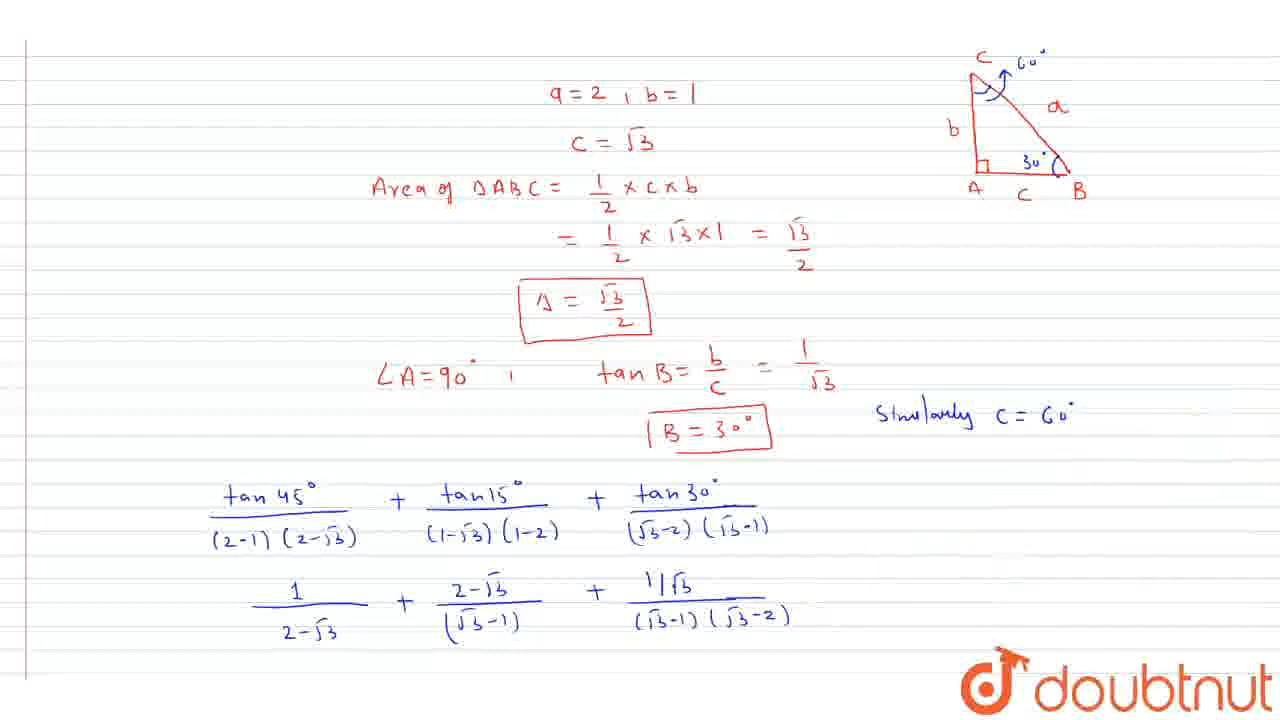 a = 2 , b = 1
c = √3
Area of ΔABC = 1/2 × c × b
= 1/2 × √3 × 1 = √3/2
Δ = √3/2
∠A = 90° , tan B = b/c = 1/√3
B = 30°
Similarly C = 60°
tan 45°/(2-1)(2-√3) + tan 15°/(1-√3)(1-2) + tan 30°/(√3-2)(√3-1)
1/2-√3 + 2-√3/(√3-1) + 1/√3/(√3-1)(√3-2)
C 60°
b a
30°
A c B
doubtnut